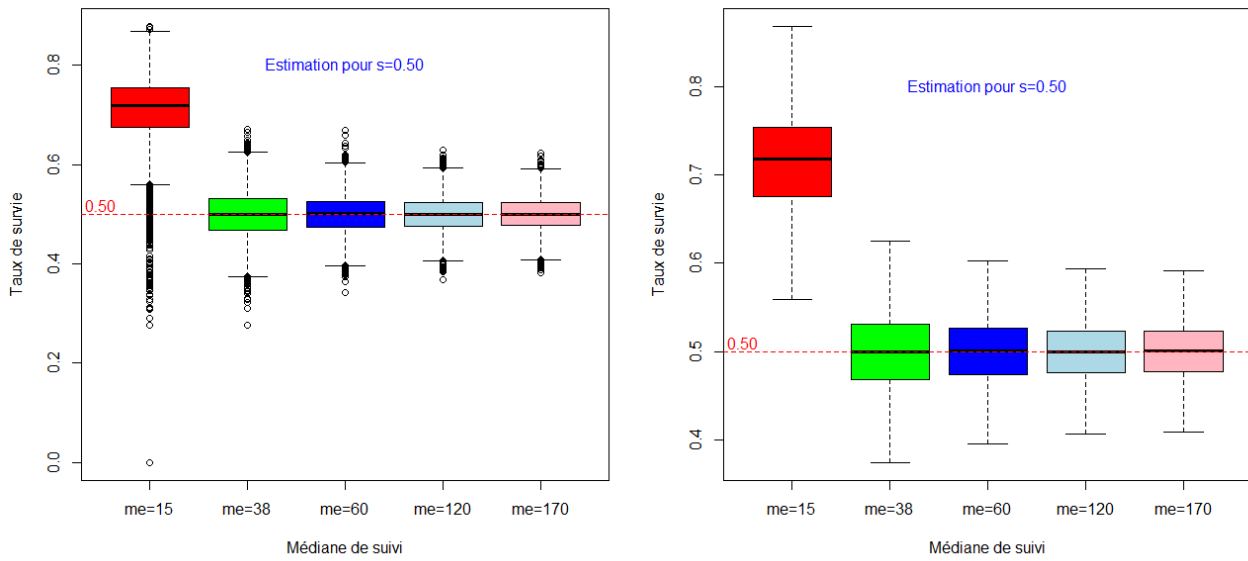 Estimation pour s=0.50
Taux de survie
0.8
0.6
0.4
0.2
0.0
0.50
me=15 me=38 me=60 me=120 me=170
Médiane de suivi
Estimation pour s=0.50
Taux de survie
0.8
0.7
0.6
0.5
0.4
0.50
me=15 me=38 me=60 me=120 me=170
Médiane de suivi